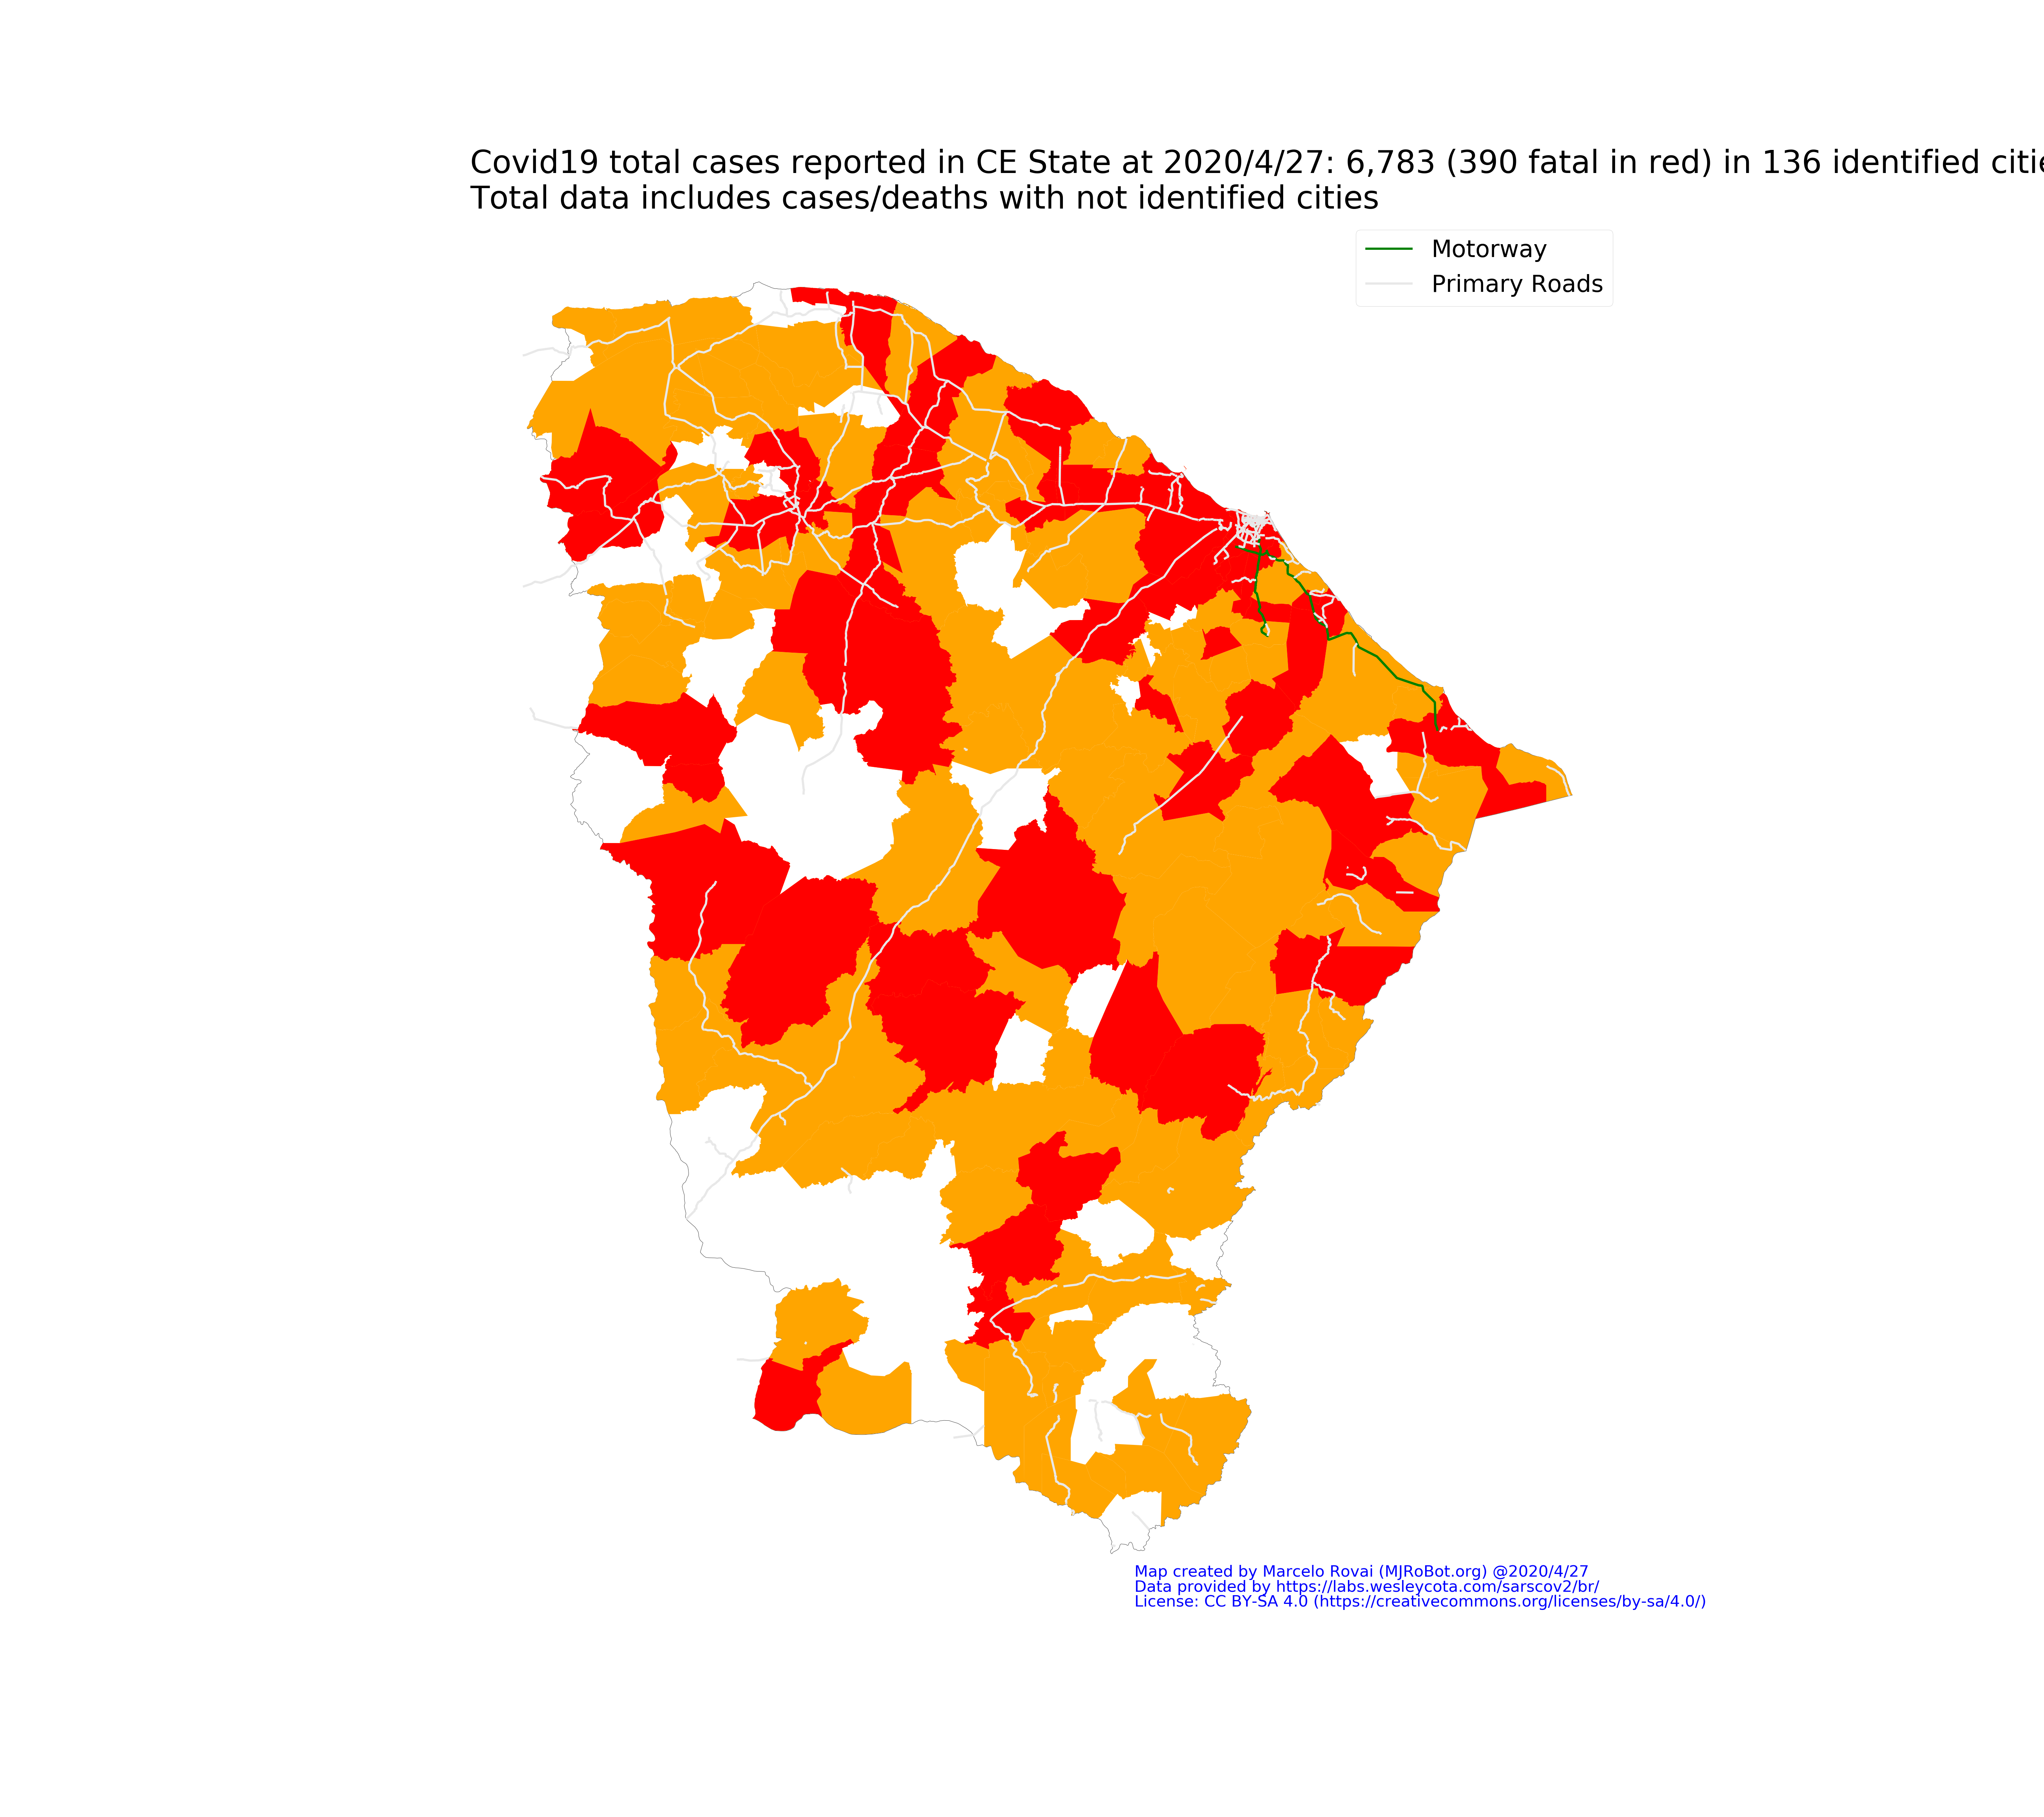 Covid19 total cases reported in CE State at 2020/4/27: 6,783 (390 fatal in red) in 136 identified citie
Total data includes cases/deaths with not identified cities
Motorway
Primary Roads
Map created by Marcelo Rovai (MJRoBot.org) @2020/4/27
Data provided by https://labs.wesleycota.com/sarscov2/br/
License: CC BY-SA 4.0 (https://creativecommons.org/licenses/by-sa/4.0/)